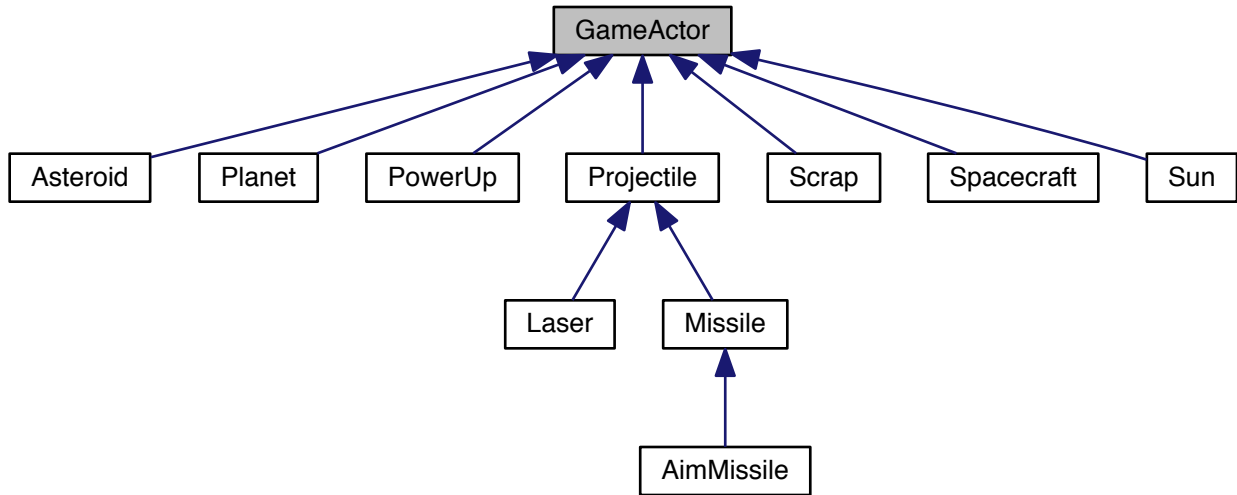 GameActor
Asteroid
Planet
PowerUp
Projectile
Scrap
Spacecraft
Sun
Laser
Missile
AimMissile